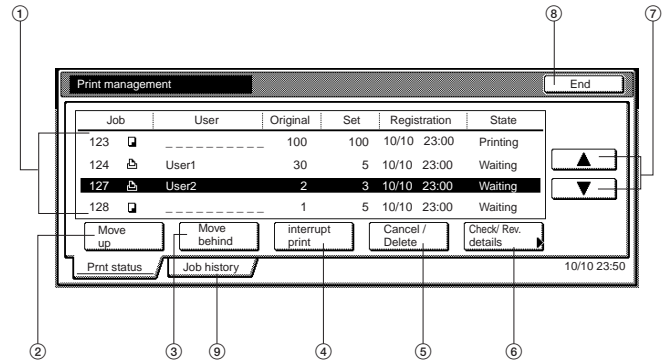 ① ⑧ ⑦
Print management End
Job User Original Set Registration State
123 _ _ _ _ _ _ _ _ _ _ 100 100 10/10 23:00 Printing
124 User1 30 5 10/10 23:00 Waiting
127 User2 2 3 10/10 23:00 Waiting
128 _ _ _ _ _ _ _ _ _ _ 1 5 10/10 23:00 Waiting
Move up
Move behind
interrupt print
Cancel / Delete
Check/ Rev. details
Prnt status Job history 10/10 23:50
② ③ ⑨ ④ ⑤ ⑥